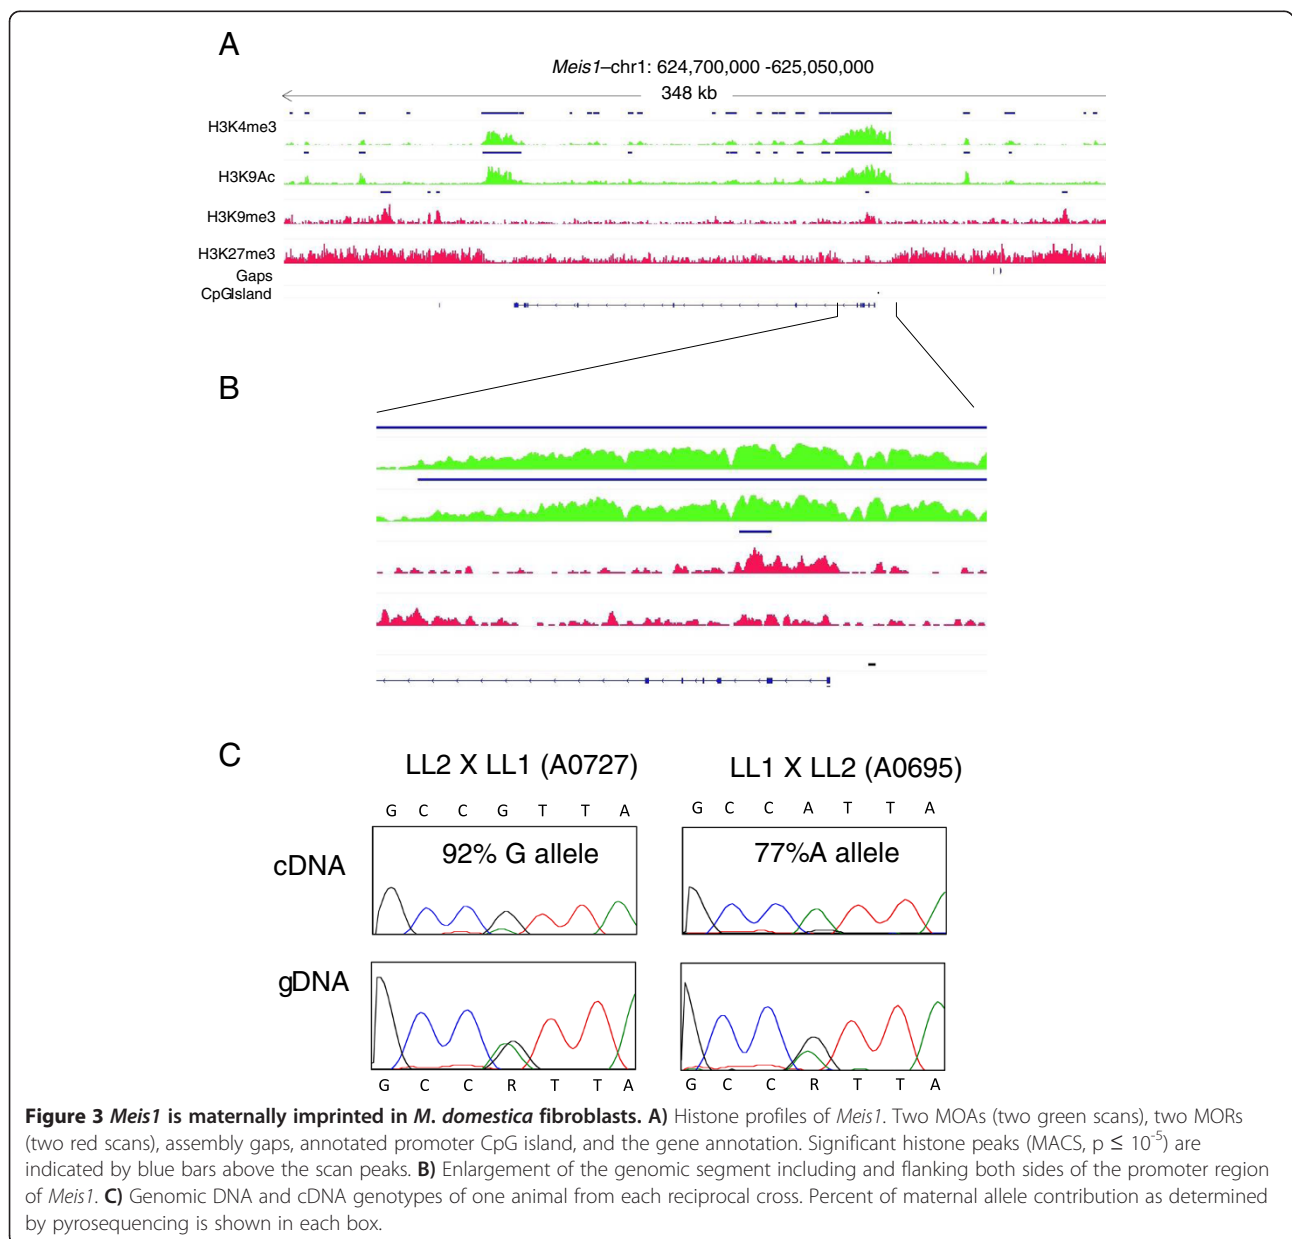 A
Meis1–chr1: 624,700,000 -625,050,000
348 kb
H3K4me3
H3K9Ac
H3K9me3
H3K27me3
Gaps
CpGIsland
B
C
LL2 X LL1 (A0727)
LL1 X LL2 (A0695)
G C C G T T A
G C C A T T A
cDNA
92% G allele
77%A allele
gDNA
G C C R T T A
G C C R T T A
Figure 3 Meis1 is maternally imprinted in M. domestica fibroblasts. A) Histone profiles of Meis1. Two MOAs (two green scans), two MORs
(two red scans), assembly gaps, annotated promoter CpG island, and the gene annotation. Significant histone peaks (MACS, p ≤ 10⁻⁵) are
indicated by blue bars above the scan peaks. B) Enlargement of the genomic segment including and flanking both sides of the promoter region
of Meis1. C) Genomic DNA and cDNA genotypes of one animal from each reciprocal cross. Percent of maternal allele contribution as determined
by pyrosequencing is shown in each box.